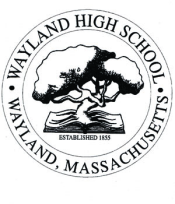 • WAYLAND HIGH SCHOOL •
WAYLAND, MASSACHUSETTS
ESTABLISHED 1855